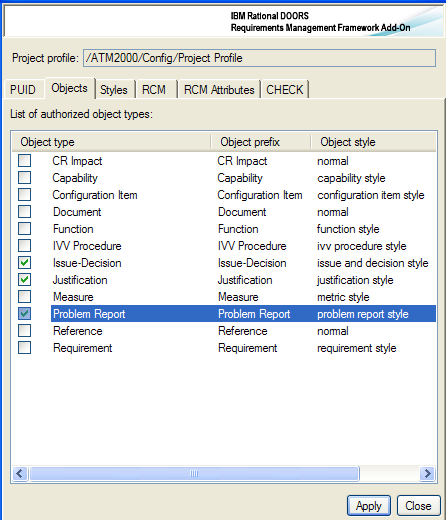 IBM Rational DOORS
Requirements Management Framework Add-On
Project profile: /ATM2000/Config/Project Profile
PUID Objects Styles RCM RCM Attributes CHECK
List of authorized object types:
Object type Object prefix Object style
CR Impact CR Impact normal
Capability Capability capability style
Configuration Item Configuration Item configuration item style
Document Document normal
Function Function function style
IVV Procedure IVV Procedure ivv procedure style
Issue-Decision Issue-Decision issue and decision style
Justification Justification justification style
Measure Measure metric style
Problem Report Problem Report problem report style
Reference Reference normal
Requirement Requirement requirement style
Apply Close